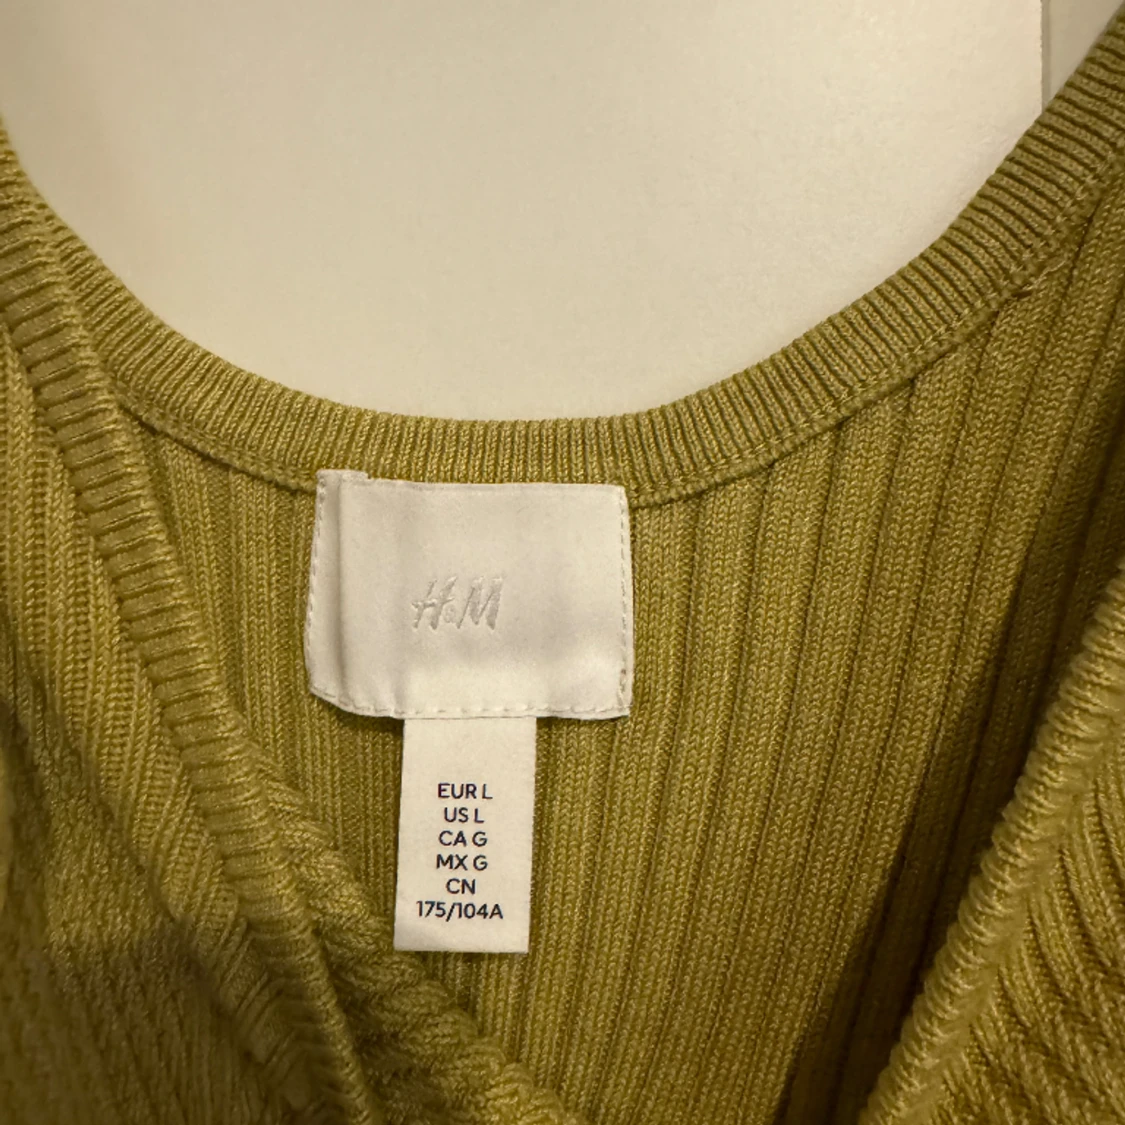 H&M
EUR L
US L
CA G
MX G
CN
175/104A